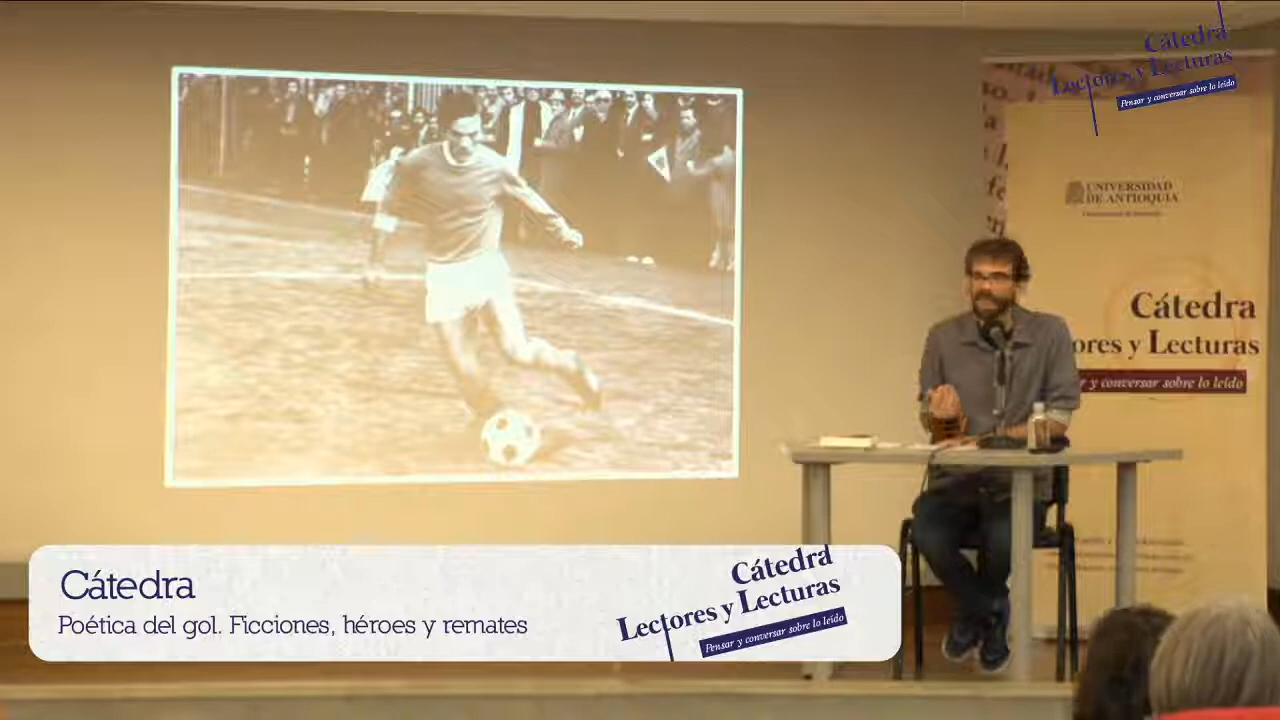 Cátedra
Lectores y Lecturas
Pensar y conversar sobre lo leído
UNIVERSIDAD
DE ANTIOQUIA
Cátedra
ores y Lecturas
r y conversar sobre lo leído
Cátedra
Poética del gol. Ficciones, héroes y remates
Cátedra
Lectores y Lecturas
Pensar y conversar sobre lo leído